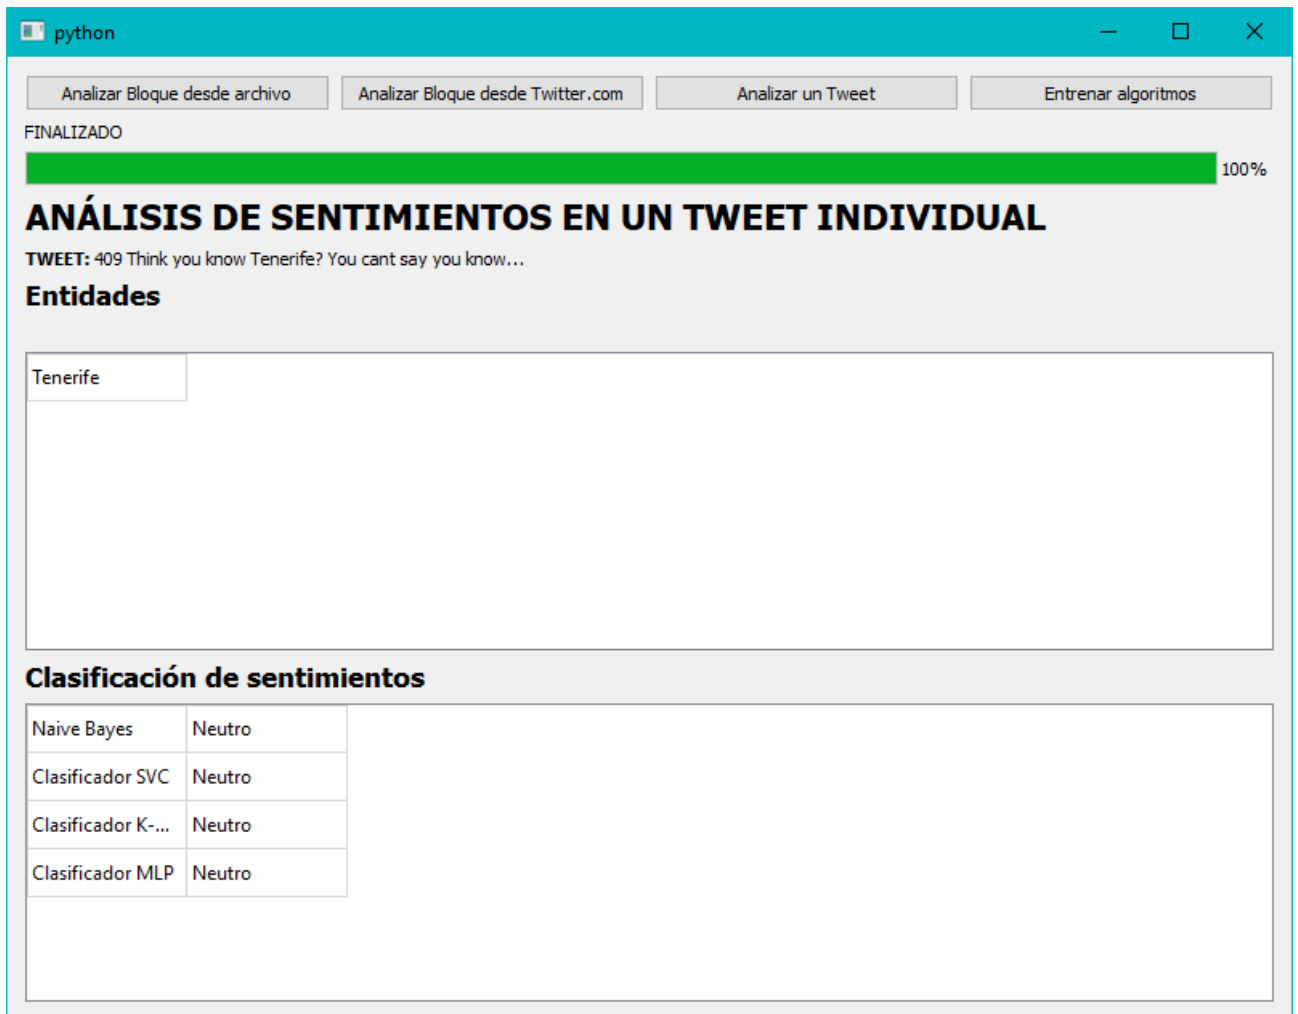 python
Analizar Bloque desde archivo Analizar Bloque desde Twitter.com Analizar un Tweet Entrenar algoritmos
FINALIZADO
100%
ANÁLISIS DE SENTIMIENTOS EN UN TWEET INDIVIDUAL
TWEET: 409 Think you know Tenerife? You cant say you know...
Entidades
Tenerife
Clasificación de sentimientos
Naive Bayes Neutro
Clasificador SVC Neutro
Clasificador K-... Neutro
Clasificador MLP Neutro